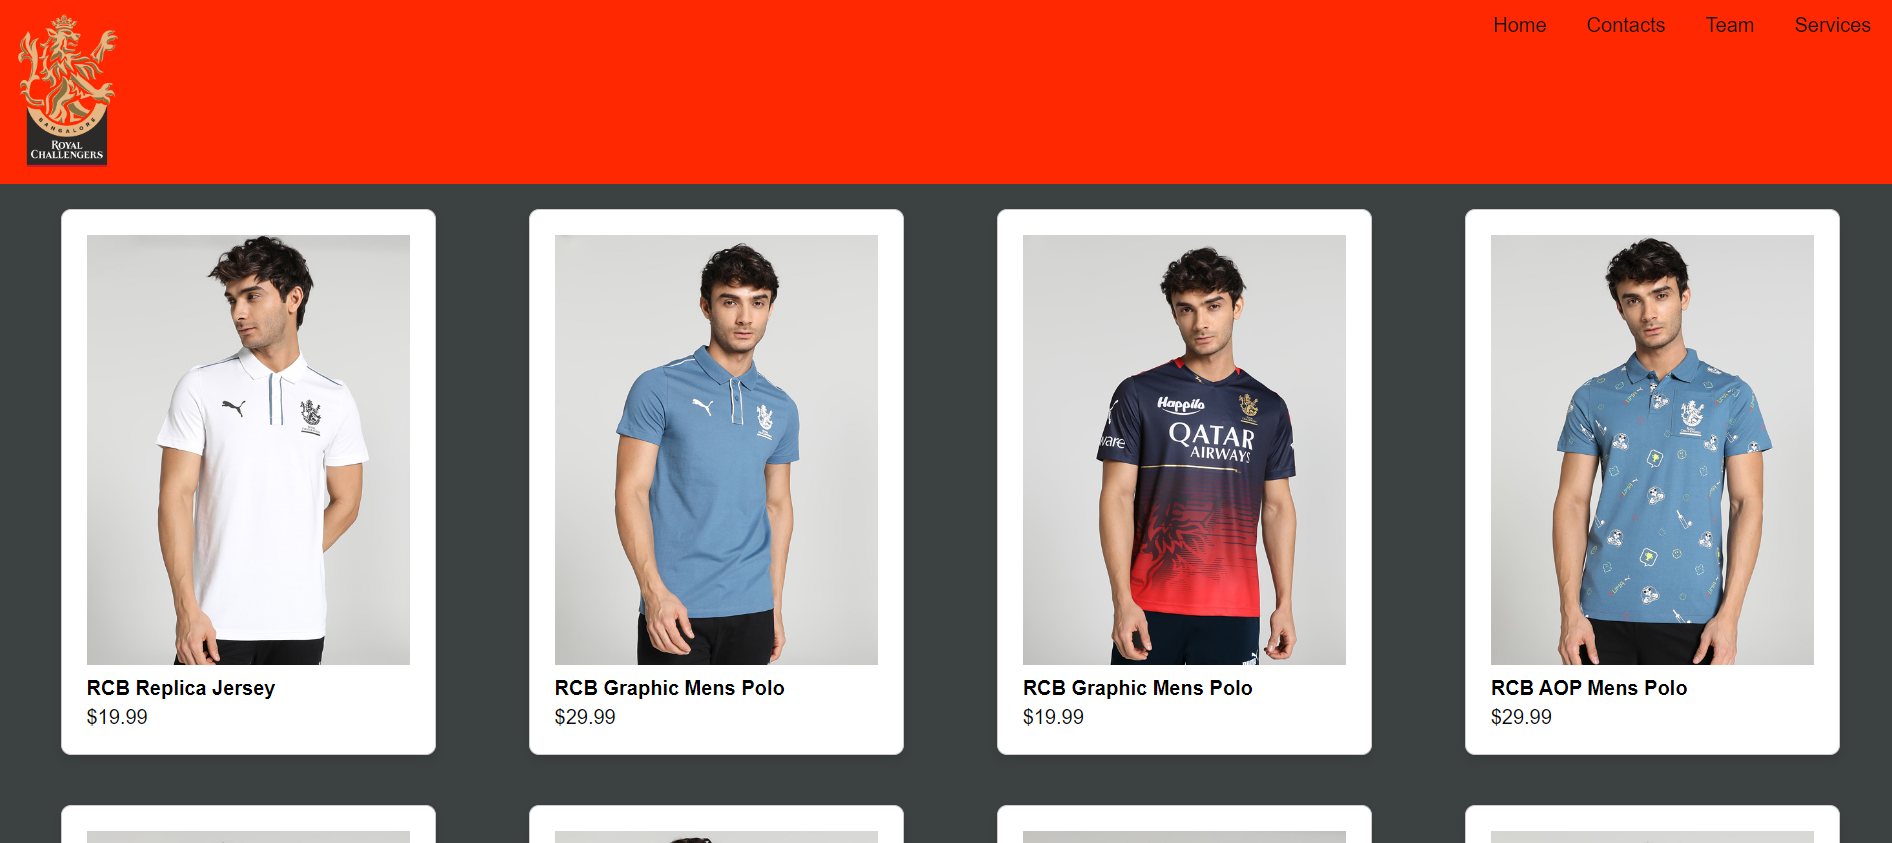 Home Contacts Team Services
BANGALORE
ROYAL
CHALLENGERS
Happilo
QATAR
AIRWAYS
RCB Replica Jersey
$19.99
RCB Graphic Mens Polo
$29.99
RCB Graphic Mens Polo
$19.99
RCB AOP Mens Polo
$29.99